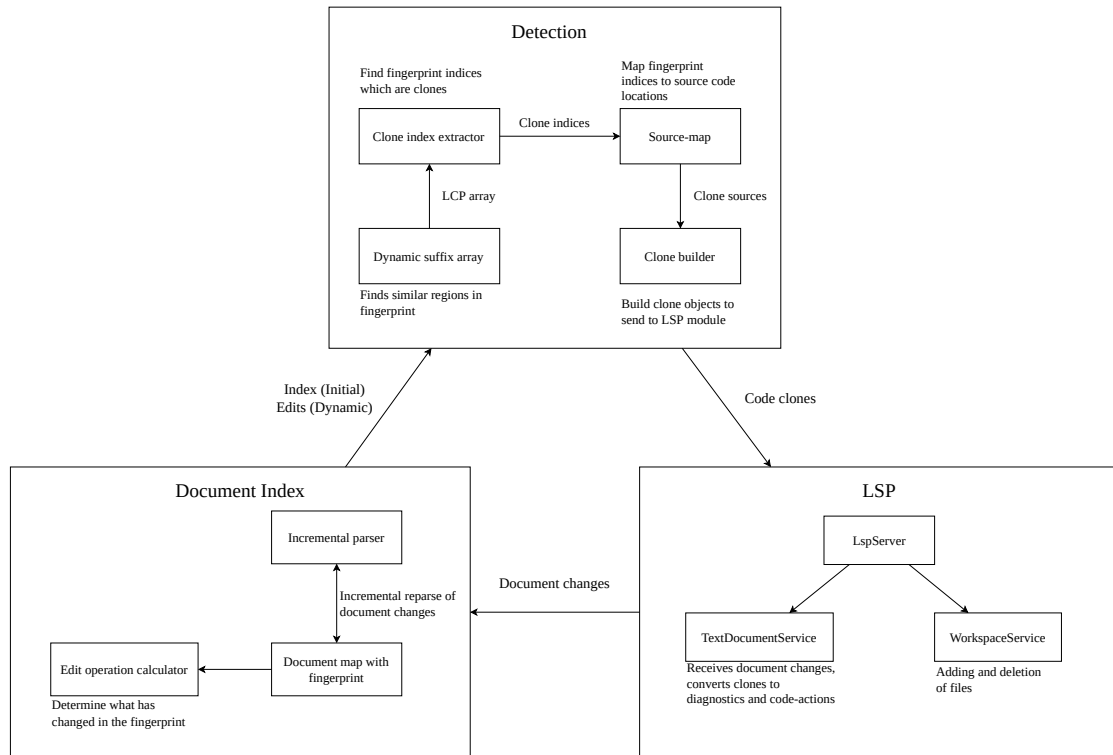 Detection
Find fingerprint indices
which are clones
Map fingerprint
indices to source code
locations
Clone index extractor
Clone indices
Source-map
LCP array
Clone sources
Dynamic suffix array
Clone builder
Finds similar regions in
fingerprint
Build clone objects to
send to LSP module
Index (Initial)
Edits (Dynamic)
Code clones
Document Index
Incremental parser
Incremental reparse of
document changes
Edit operation calculator
Document map with
fingerprint
Determine what has
changed in the fingerprint
Document changes
LSP
LspServer
TextDocumentService
WorkspaceService
Receives document changes,
converts clones to
diagnostics and code-actions
Adding and deletion
of files